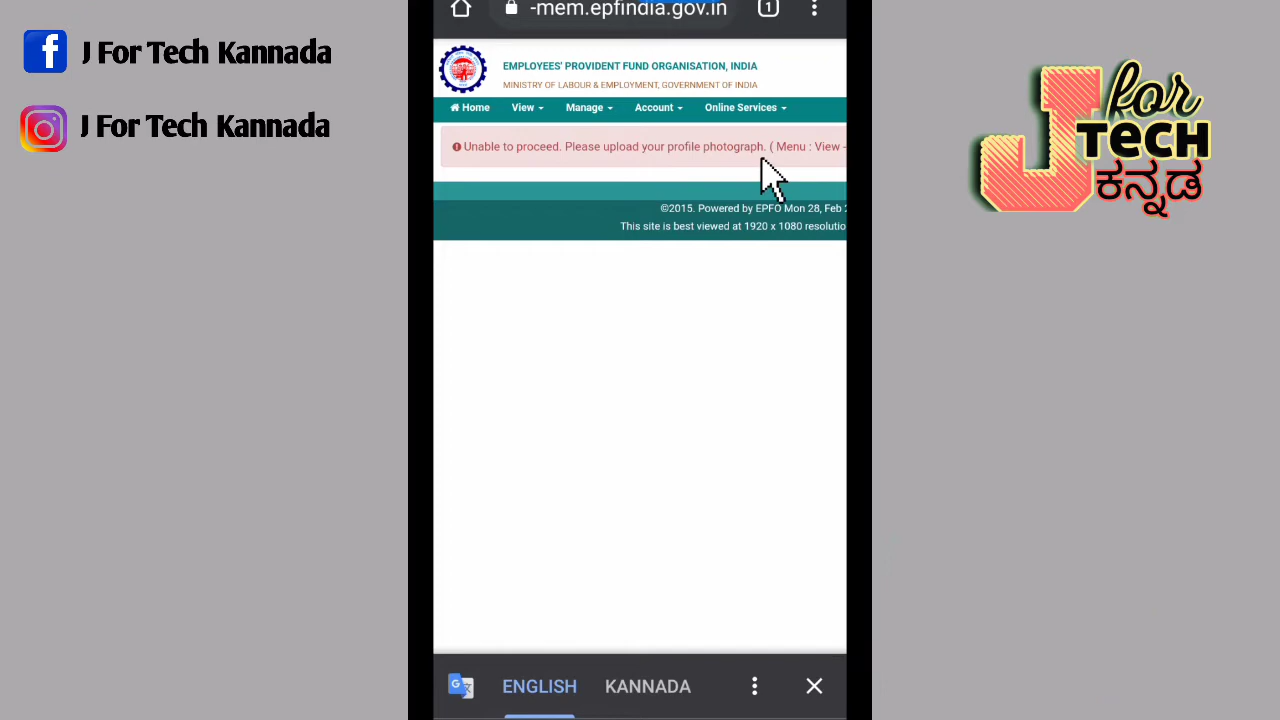 J For Tech Kannada
J For Tech Kannada
-mem.epfindia.gov.in
1
EMPLOYEES' PROVIDENT FUND ORGANISATION, INDIA
MINISTRY OF LABOUR & EMPLOYMENT, GOVERNMENT OF INDIA
Home View Manage Account Online Services
Unable to proceed. Please upload your profile photograph. ( Menu : View -
©2015. Powered by EPFO Mon 28, Feb 2
This site is best viewed at 1920 x 1080 resolutio
ENGLISH KANNADA
J for
TECH
ಕನ್ನಡ